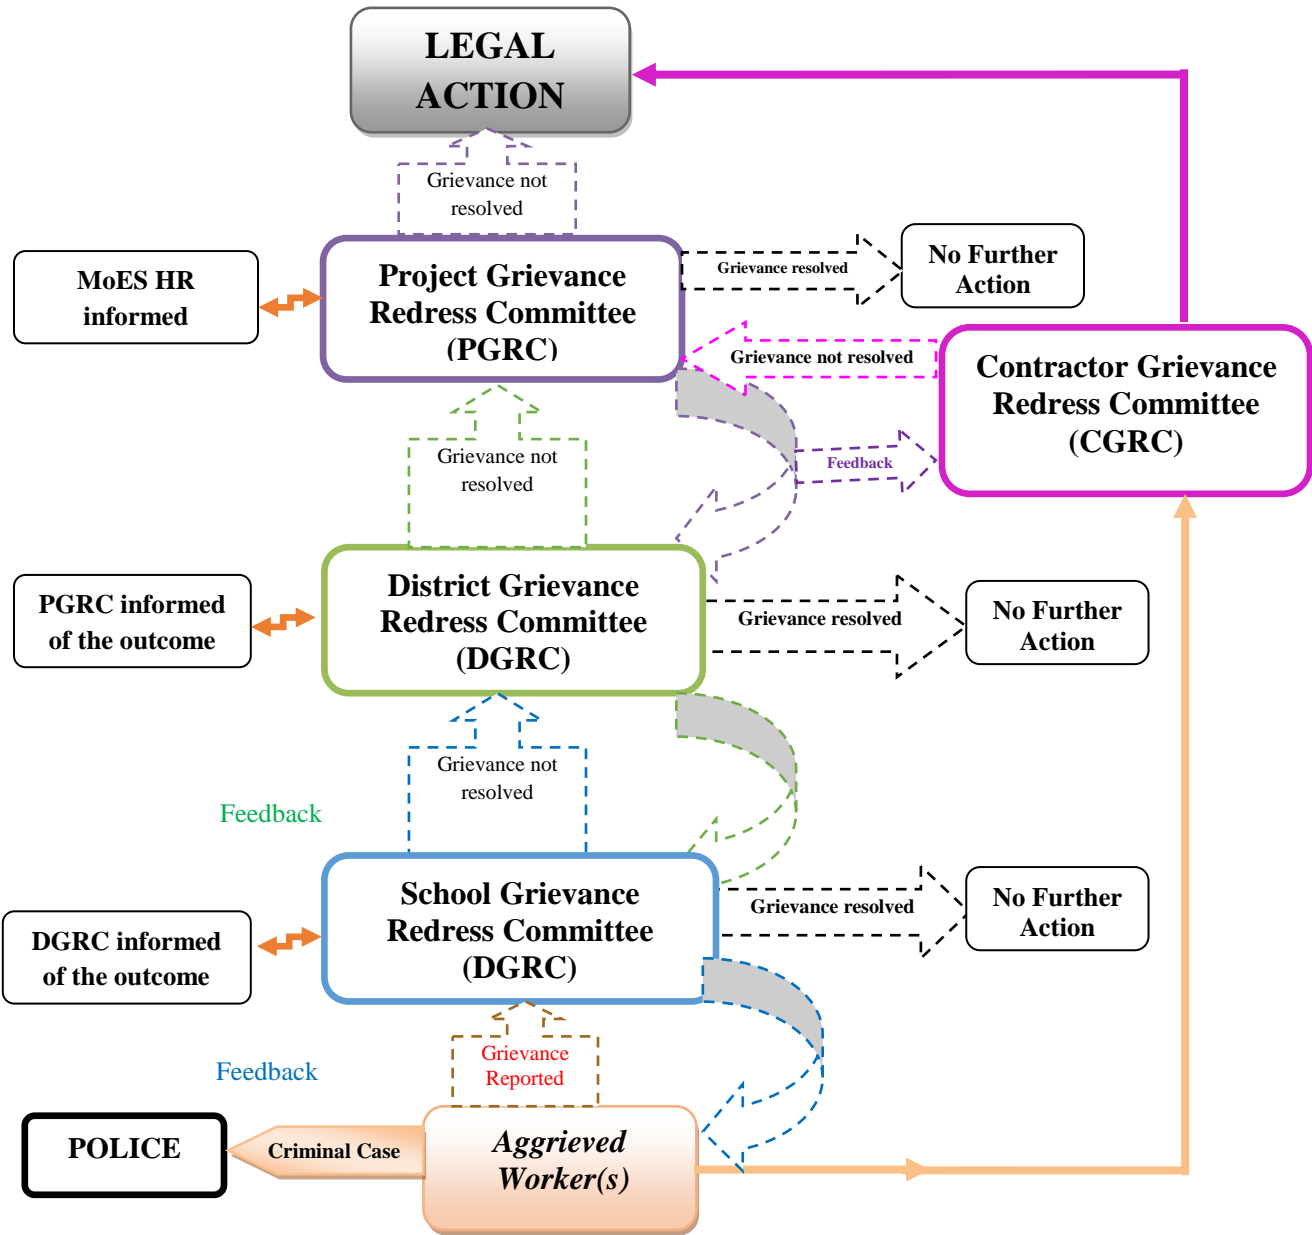 LEGAL
ACTION
Grievance not
resolved
MoES HR
informed
Project Grievance
Redress Committee
(PGRC)
Grievance resolved
No Further
Action
Grievance not resolved
Contractor Grievance
Redress Committee
(CGRC)
Feedback
Grievance not
resolved
PGRC informed
of the outcome
District Grievance
Redress Committee
(DGRC)
Grievance resolved
No Further
Action
Grievance not
resolved
Feedback
DGRC informed
of the outcome
School Grievance
Redress Committee
(DGRC)
Grievance resolved
No Further
Action
Grievance
Reported
Feedback
POLICE
Criminal Case
Aggrieved
Worker(s)